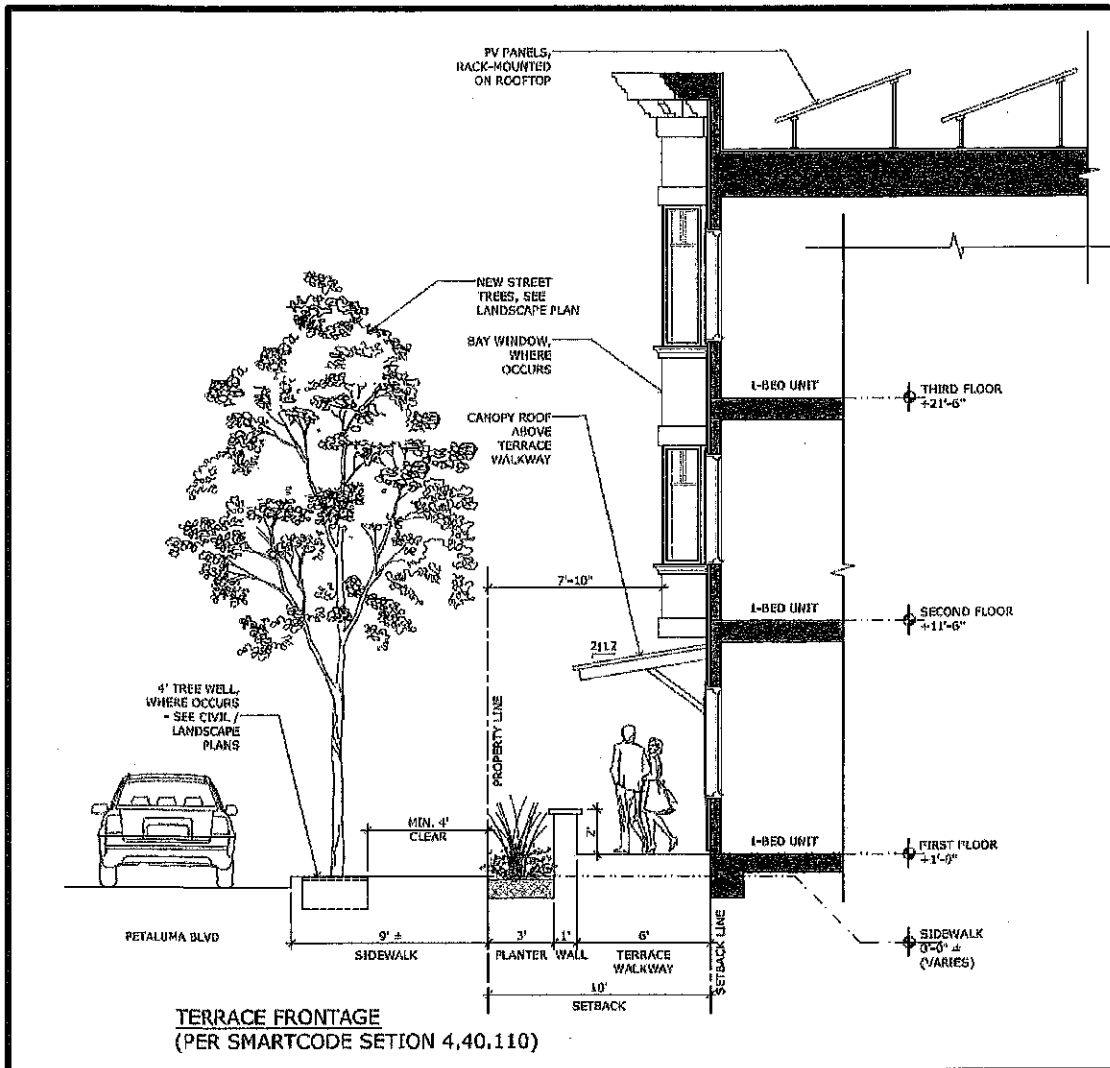 PV PANELS,
RACK-MOUNTED
ON ROOFTOP
NEW STREET
TREES, SEE
LANDSCAPE PLAN
BAY WINDOW,
WHERE
OCCURS
CANOPY ROOF
ABOVE
TERRACE
WALKWAY
1-BED UNIT
THIRD FLOOR
+21'-6"
7'-10"
1-BED UNIT
SECOND FLOOR
+11'-6"
2:12
4' TREE WELL,
WHERE OCCURS
- SEE CIVIL /
LANDSCAPE
PLANS
PROPERTY LINE
MIN. 4'
CLEAR
2'
1-BED UNIT
FIRST FLOOR
+1'-0"
PETALUMA BLVD
9' ±
SIDEWALK
3'
PLANTER
1'
WALL
6'
TERRACE
WALKWAY
SETBACK LINE
SIDEWALK
0'-0" ±
(VARIES)
10'
SETBACK
TERRACE FRONTAGE
(PER SMARTCODE SETION 4.40.110)